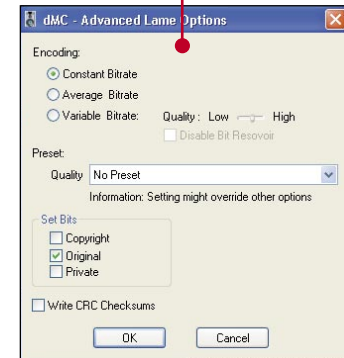 dMC - Advanced Lame Options
Encoding:
Constant Bitrate
Average Bitrate
Variable Bitrate: Quality: Low High
Disable Bit Resovoir
Preset:
Quality No Preset
Information: Setting might override other options
Set Bits
Copyright
Original
Private
Write CRC Checksums
OK Cancel